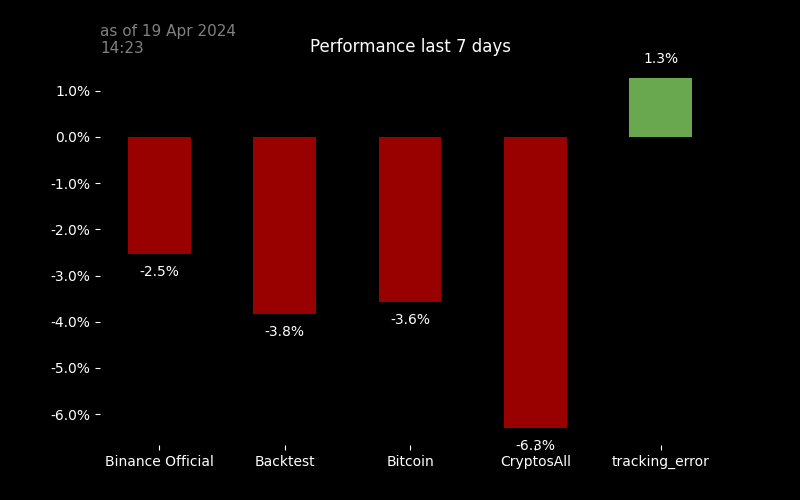 as of 19 Apr 2024
14:23
Performance last 7 days
1.3%
1.0%
0.0%
-1.0%
-2.0%
-3.0%
-4.0%
-5.0%
-6.0%
-2.5%
-3.8%
-3.6%
-6.3%
Binance Official
Backtest
Bitcoin
CryptosAll
tracking_error